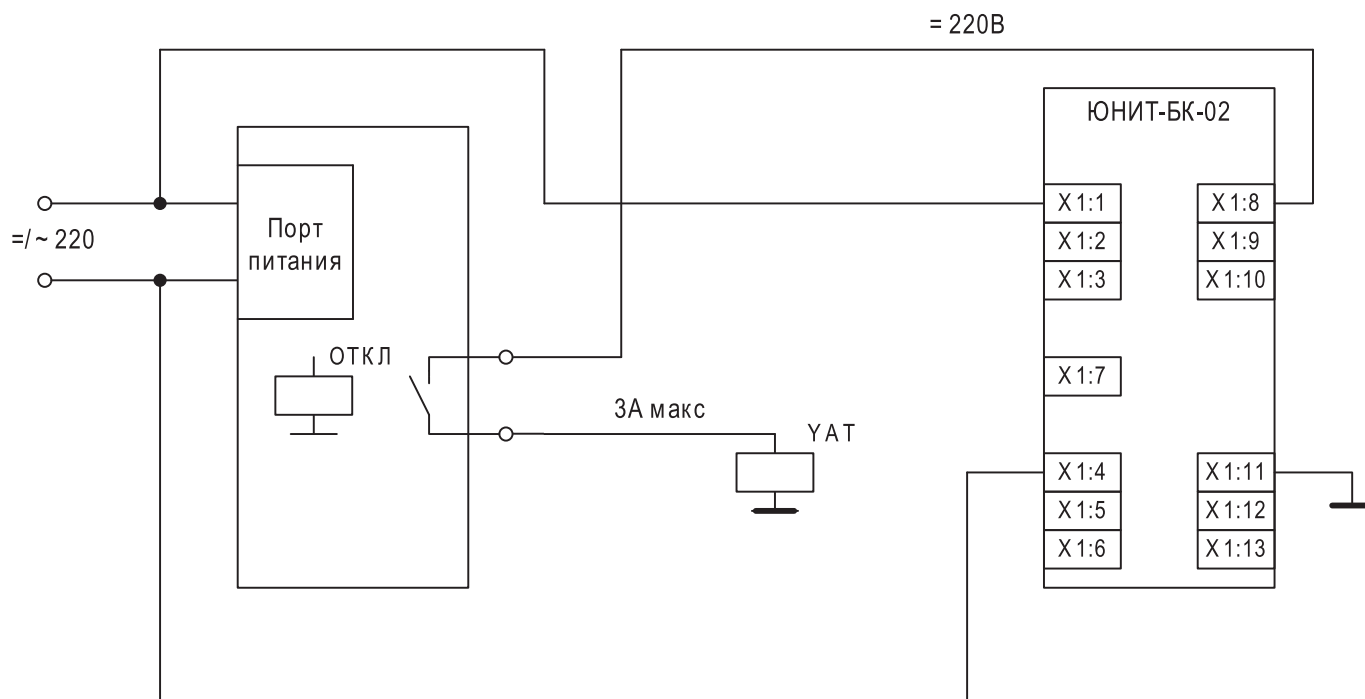 = 220В
ЮНИТ-БК-02
Х1:1
Х1:8
=/~ 220
Порт
питания
Х1:2
Х1:9
Х1:3
Х1:10
ОТКЛ
Х1:7
3А макс
YAT
Х1:4
Х1:11
Х1:5
Х1:12
Х1:6
Х1:13